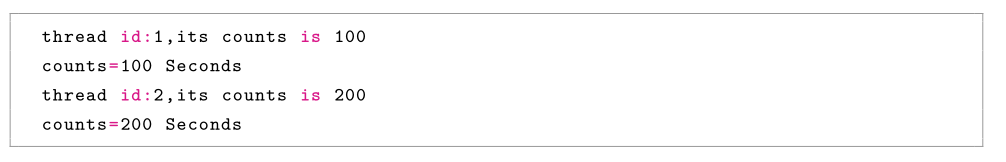 thread id:1,its counts is 100
counts=100 Seconds
thread id:2,its counts is 200
counts=200 Seconds